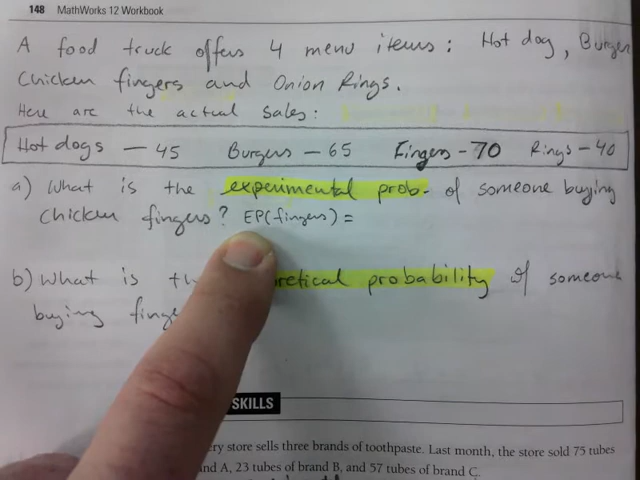 148 MathWorks 12 Workbook
A food truck offers 4 menu items: Hot dog, Burger
Chicken fingers and Onion Rings.
Here are the actual sales:
Hot dogs - 45 Burgers - 65 Fingers - 70 Rings - 40
a) What is the experimental prob. of someone buying
chicken fingers? EP(fingers) =
b) What is th retical probability of someone
buying finge
SKILLS
ery store sells three brands of toothpaste. Last month, the store sold 75 tubes
nd A, 23 tubes of brand B, and 57 tubes of brand C.